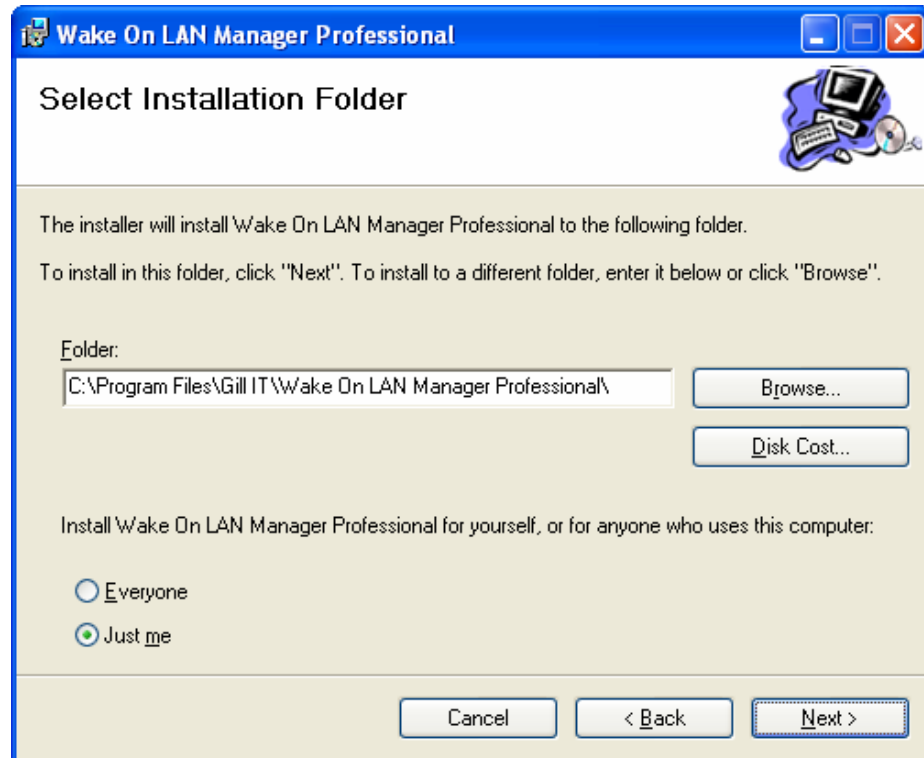 Wake On LAN Manager Professional
Select Installation Folder
The installer will install Wake On LAN Manager Professional to the following folder.
To install in this folder, click "Next". To install to a different folder, enter it below or click "Browse".
Folder:
C:\Program Files\Gill IT\Wake On LAN Manager Professional\
Browse...
Disk Cost...
Install Wake On LAN Manager Professional for yourself, or for anyone who uses this computer:
Everyone
Just me
Cancel
< Back
Next >